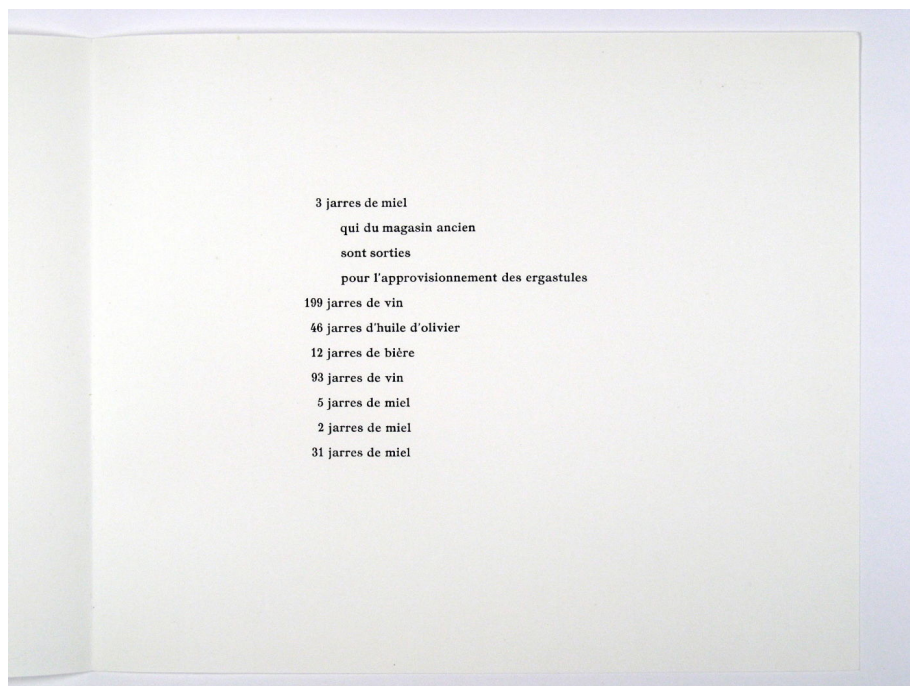 3 jarres de miel
qui du magasin ancien
sont sorties
pour l'approvisionnement des ergastules
199 jarres de vin
46 jarres d'huile d'olivier
12 jarres de bière
93 jarres de vin
5 jarres de miel
2 jarres de miel
31 jarres de miel